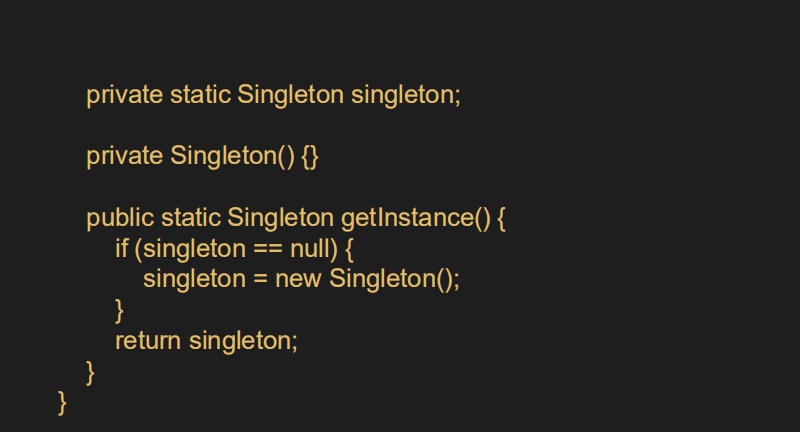 private static Singleton singleton;
private Singleton() {}
public static Singleton getInstance() {
if (singleton == null) {
singleton = new Singleton();
}
return singleton;
}
}